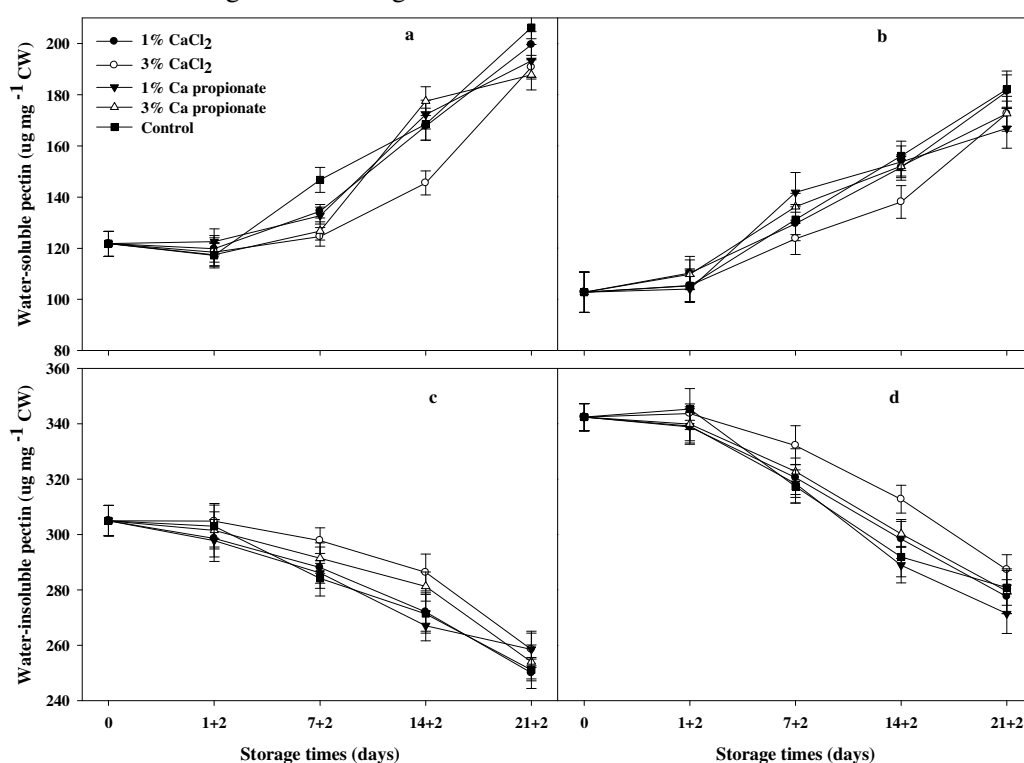 a
b
1% CaCl2
3% CaCl2
1% Ca propionate
3% Ca propionate
Control
Water-soluble pectin (ug mg -1 CW)
200
180
160
140
120
100
80
360
340
320
300
280
260
240
c
d
Water-insoluble pectin (ug mg -1 CW)
0 1+2 7+2 14+2 21+2
0 1+2 7+2 14+2 21+2
Storage times (days)
Storage times (days)